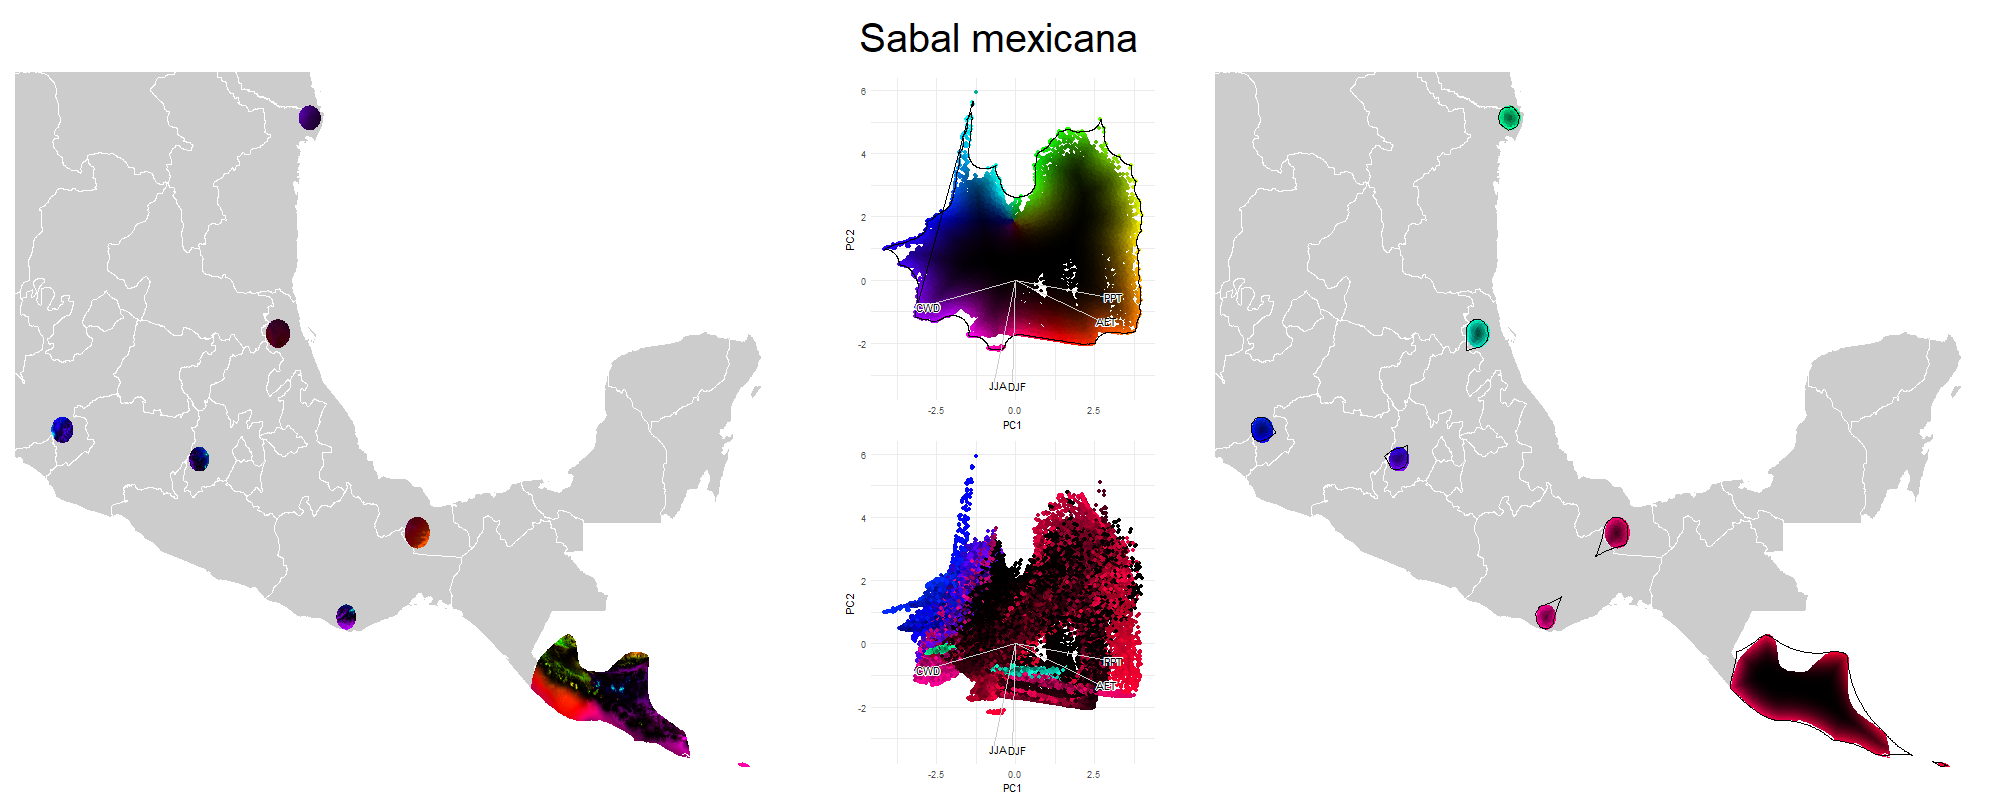 Sabal mexicana
6
4
2
0
-2
PC2
CWD
PPT
AET
JJA DJF
-2.5 0.0 2.5
PC1
6
4
2
0
-2
PC2
CWD
PPT
AET
JJA DJF
-2.5 0.0 2.5
PC1